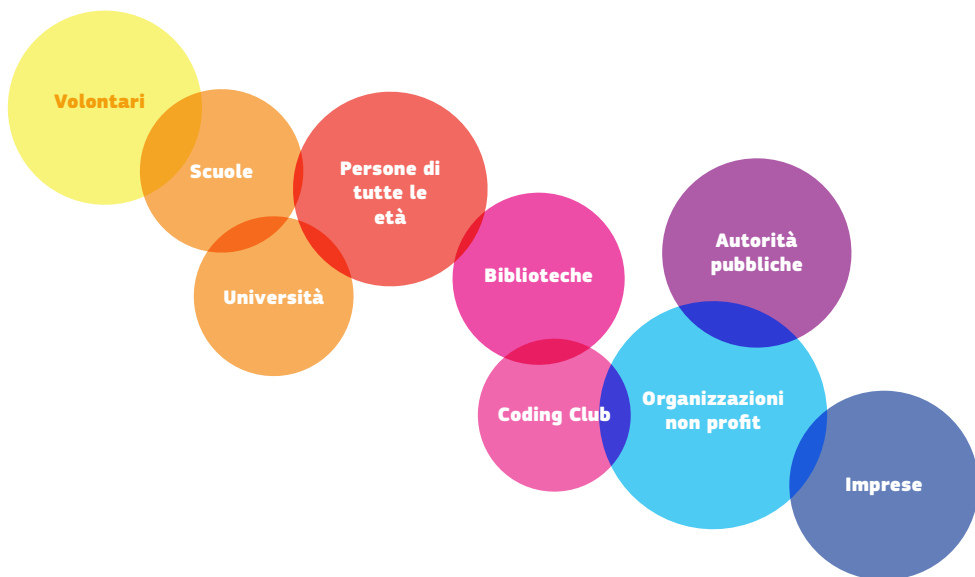 Volontari
Scuole
Università
Persone di
tutte le
età
Biblioteche
Coding Club
Autorità
pubbliche
Organizzazioni
non profit
Imprese